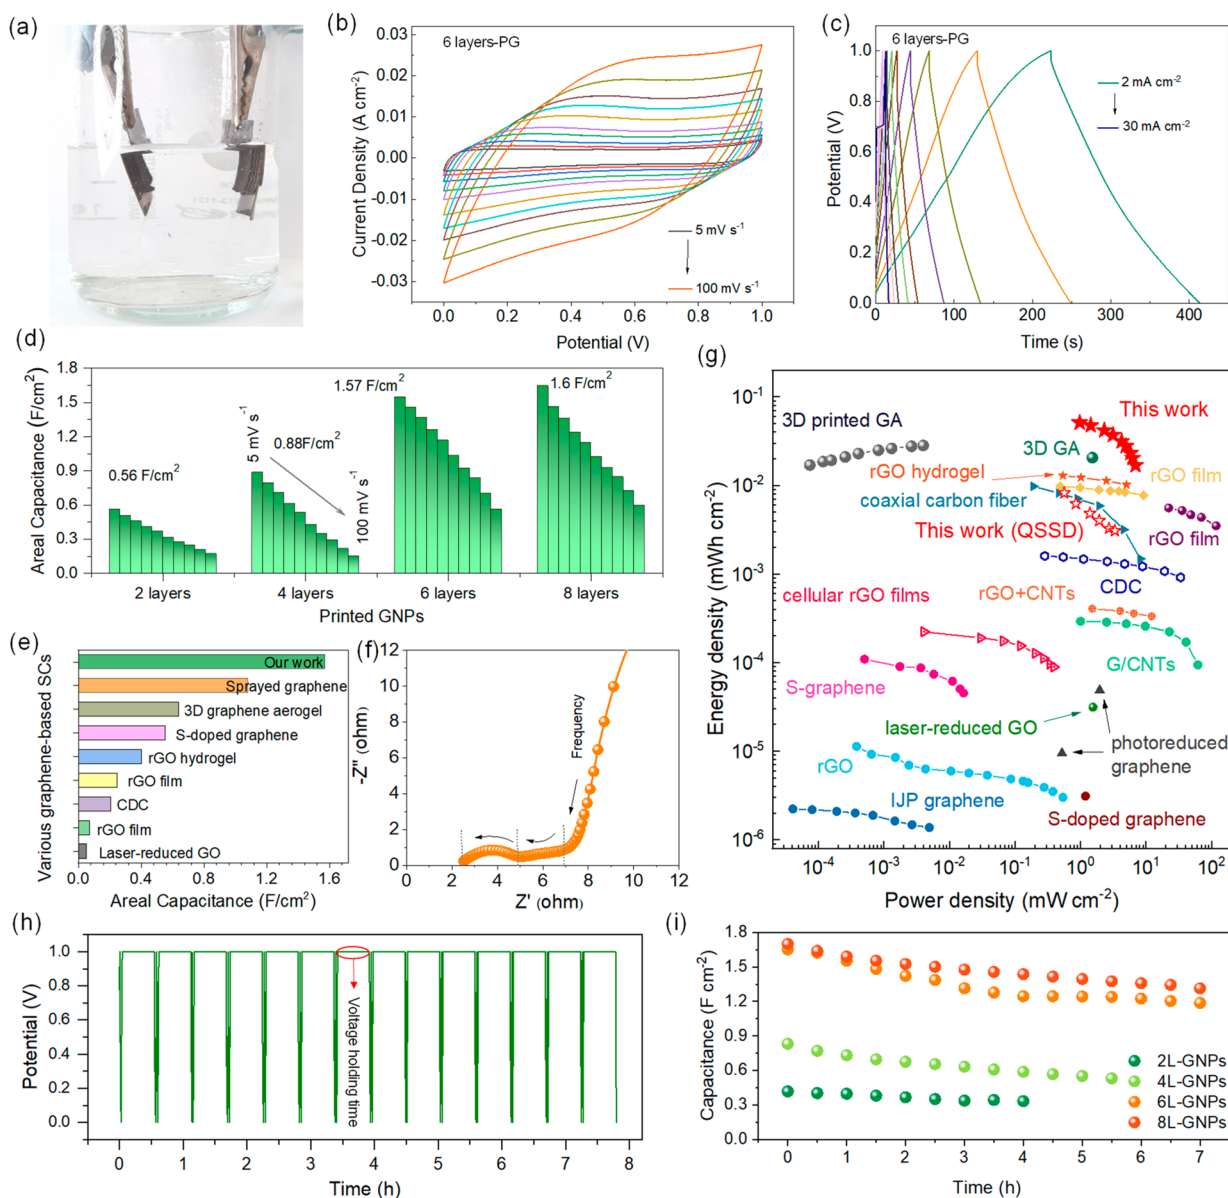 (a)
(b)
6 layers-PG
Current Density (A cm-2)
0.03
0.02
0.01
0.00
-0.01
-0.02
-0.03
5 mV s-1
100 mV s-1
0.0 0.2 0.4 0.6 0.8 1.0
Potential (V)
(c)
6 layers-PG
Potential (V)
1.0
0.8
0.6
0.4
0.2
0.0
2 mA cm-2
30 mA cm-2
0 100 200 300 400
Time (s)
(d)
Areal Capacitance (F/cm2)
1.8
1.5
1.2
0.9
0.6
0.3
0.0
0.56 F/cm2
5 mV s-1
0.88F/cm2
100 mV s-1
1.57 F/cm2
1.6 F/cm2
2 layers 4 layers 6 layers 8 layers
Printed GNPs
(e)
Various graphene-based SCs
Our work
Sprayed graphene
3D graphene aerogel
S-doped graphene
rGO hydrogel
rGO film
CDC
rGO film
Laser-reduced GO
0.0 0.4 0.8 1.2 1.6
Areal Capacitance (F/cm2)
(f)
-Z" (ohm)
12
10
8
6
4
2
0
Frequency
0 2 4 6 8 10 12
Z' (ohm)
(g)
Energy density (mWh cm-2)
10-1
10-2
10-3
10-4
10-5
10-6
3D printed GA
This work
3D GA
rGO hydrogel
rGO film
coaxial carbon fiber
This work (QSSD)
rGO film
CDC
cellular rGO films
rGO+CNTs
G/CNTs
S-graphene
laser-reduced GO
photoreduced
graphene
rGO
IJP graphene
S-doped graphene
10-4 10-3 10-2 10-1 100 101 102
Power density (mW cm-2)
(h)
Potential (V)
1.0
0.8
0.6
0.4
0.2
0.0
Voltage holding time
0 1 2 3 4 5 6 7 8
Time (h)
(i)
Capacitance (F cm-2)
1.8
1.5
1.2
0.9
0.6
0.3
0.0
2L-GNPs
4L-GNPs
6L-GNPs
8L-GNPs
0 1 2 3 4 5 6 7
Time (h)